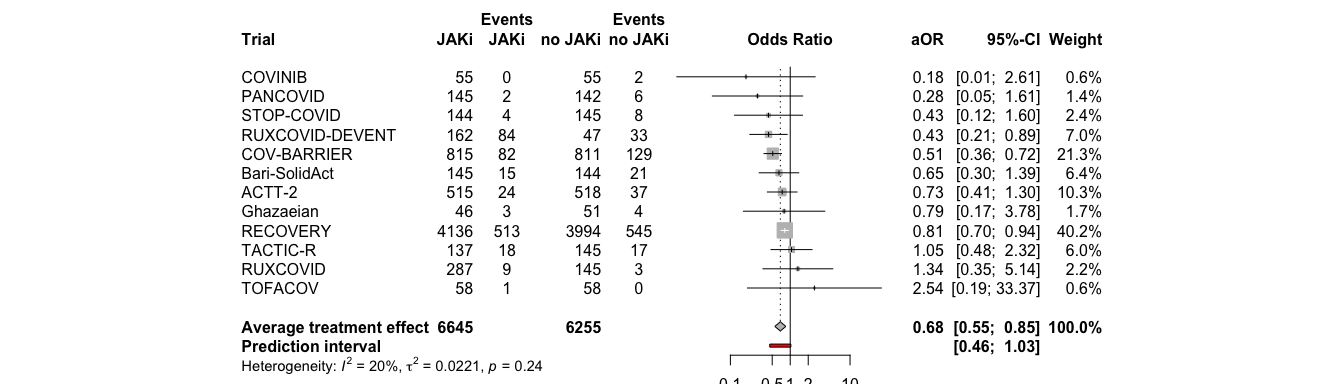 Events Events
Trial JAKi JAKi no JAKi no JAKi Odds Ratio aOR 95%-CI Weight
COVINIB 55 0 55 2 0.18 [0.01; 2.61] 0.6%
PANCOVID 145 2 142 6 0.28 [0.05; 1.61] 1.4%
STOP-COVID 144 4 145 8 0.43 [0.12; 1.60] 2.4%
RUXCOVID-DEVENT 162 84 47 33 0.43 [0.21; 0.89] 7.0%
COV-BARRIER 815 82 811 129 0.51 [0.36; 0.72] 21.3%
Bari-SolidAct 145 15 144 21 0.65 [0.30; 1.39] 6.4%
ACTT-2 515 24 518 37 0.73 [0.41; 1.30] 10.3%
Ghazaeian 46 3 51 4 0.79 [0.17; 3.78] 1.7%
RECOVERY 4136 513 3994 545 0.81 [0.70; 0.94] 40.2%
TACTIC-R 137 18 145 17 1.05 [0.48; 2.32] 6.0%
RUXCOVID 287 9 145 3 1.34 [0.35; 5.14] 2.2%
TOFACOV 58 1 58 0 2.54 [0.19; 33.37] 0.6%
Average treatment effect 6645 6255 0.68 [0.55; 0.85] 100.0%
Prediction interval [0.46; 1.03]
Heterogeneity: I² = 20%, τ² = 0.0221, p = 0.24
0.1 0.5 1 2 10